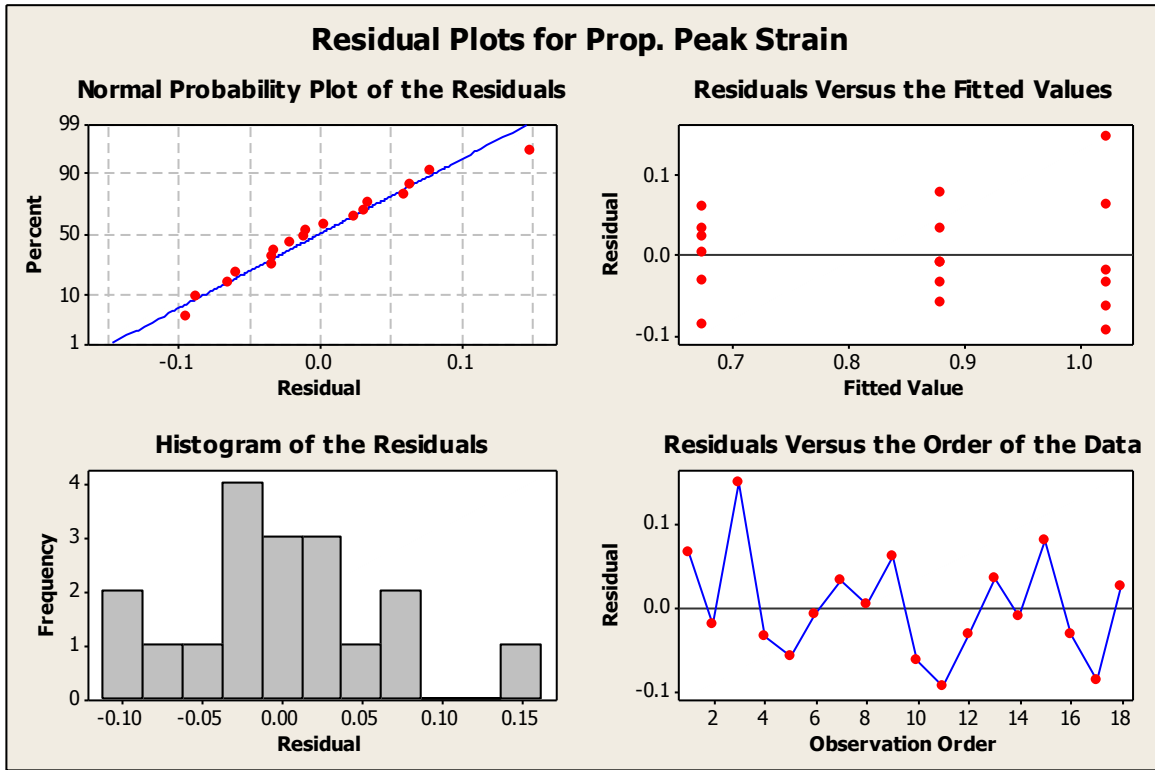 Residual Plots for Prop. Peak Strain
Normal Probability Plot of the Residuals
99
90
50
10
1
Percent
-0.1 0.0 0.1
Residual
Residuals Versus the Fitted Values
0.1
0.0
-0.1
Residual
0.7 0.8 0.9 1.0
Fitted Value
Histogram of the Residuals
4
3
2
1
0
Frequency
-0.10 -0.05 0.00 0.05 0.10 0.15
Residual
Residuals Versus the Order of the Data
0.1
0.0
-0.1
Residual
2 4 6 8 10 12 14 16 18
Observation Order